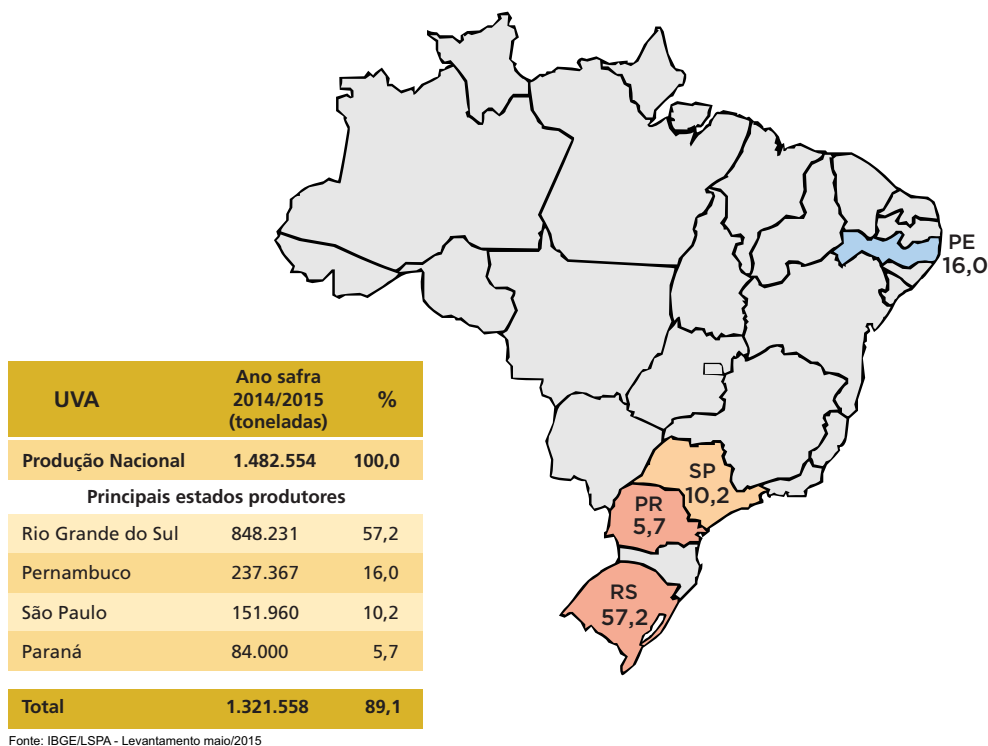 PE
16,0
UVA
Ano safra
2014/2015
(toneladas)
%
Produção Nacional 1.482.554 100,0
Principais estados produtores
Rio Grande do Sul 848.231 57,2
Pernambuco 237.367 16,0
São Paulo 151.960 10,2
Paraná 84.000 5,7
Total 1.321.558 89,1
Fonte: IBGE/LSPA - Levantamento maio/2015
SP
10,2
PR
5,7
RS
57,2